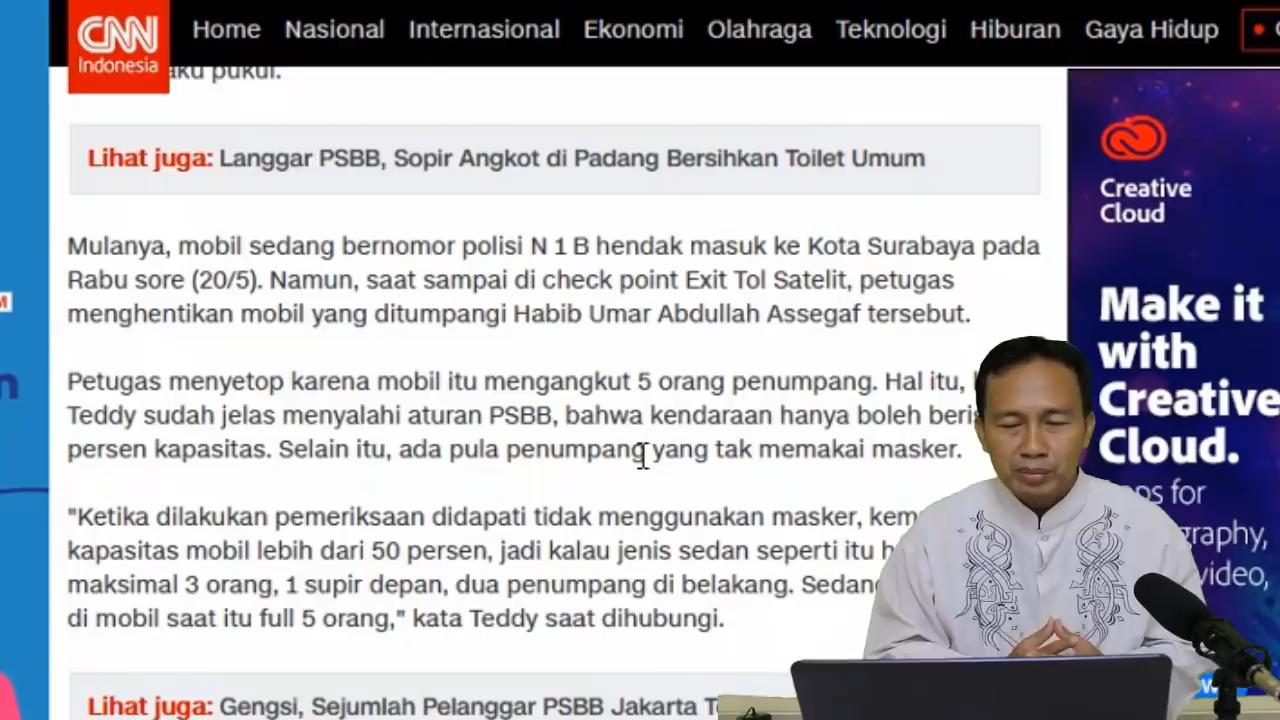 CNN
Indonesia
Home Nasional Internasional Ekonomi Olahraga Teknologi Hiburan Gaya Hidup
pukul.
Lihat juga: Langgar PSBB, Sopir Angkot di Padang Bersihkan Toilet Umum
Mulanya, mobil sedang bernomor polisi N 1 B hendak masuk ke Kota Surabaya pada
Rabu sore (20/5). Namun, saat sampai di check point Exit Tol Satelit, petugas
menghentikan mobil yang ditumpangi Habib Umar Abdullah Assegaf tersebut.
Petugas menyetop karena mobil itu mengangkut 5 orang penumpang. Hal itu,
Teddy sudah jelas menyalahi aturan PSBB, bahwa kendaraan hanya boleh
persen kapasitas. Selain itu, ada pula penumpang yang tak memakai masker.
"Ketika dilakukan pemeriksaan didapati tidak menggunakan masker,
kapasitas mobil lebih dari 50 persen, jadi kalau jenis sedan seperti itu
maksimal 3 orang, 1 supir depan, dua penumpang di belakang.
di mobil saat itu full 5 orang," kata Teddy saat dihubungi.
Lihat juga: Gengsi, Sejumlah Pelanggar PSBB Jakarta
Creative
Cloud
Make it
with
Creative
Cloud.
for
video,